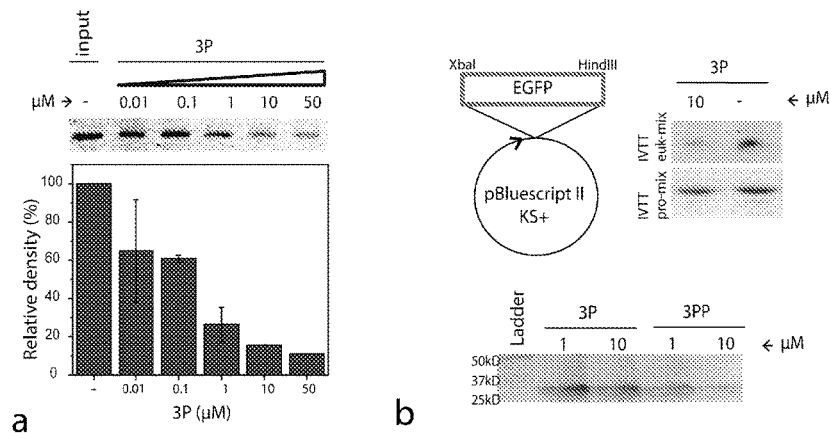 input
3P
μM → - 0.01 0.1 1 10 50
Relative density (%)
100
80
60
40
20
0
- 0.01 0.1 1 10 50
3P (μM)
a
XbaI HindIII
EGFP
pBluescript II
KS+
3P
10 - ← μM
IVTT
euk-mix
IVTT
pro-mix
Ladder
3P 3PP
1 10 1 10 ← μM
50kD
37kD
25kD
b